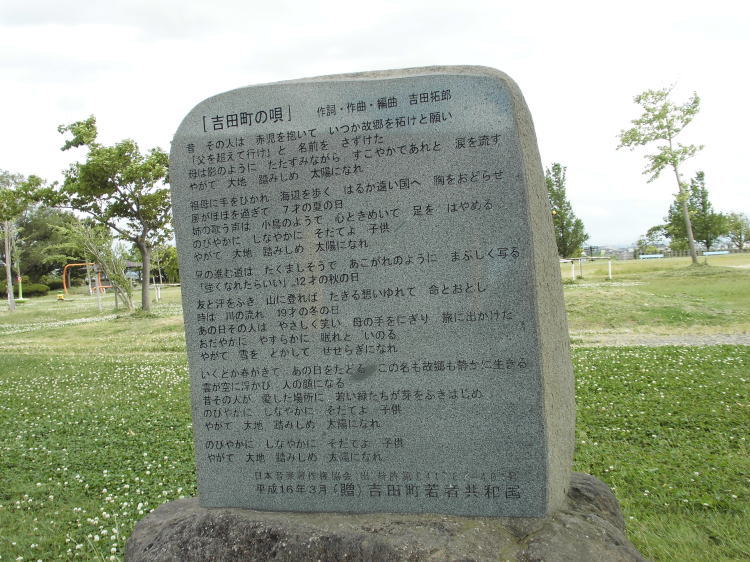 「吉田町の唄」 作詞・作曲・編曲 吉田拓郎
昔 その人は 赤児を抱いて いつか故郷を拓けと願い
「父を超えて行け」と 名前を さずけた
母は影のように たたずみながら すこやかであれと 涙を流す
やがて 大地 踏みしめ 太陽になれ
祖母に手をひかれ 海辺を歩く はるか遠い国へ 胸をおどらせ
風がほほを過ぎて 7才の夏の日
姉の歌う声は 小鳥のようで 心ときめいて 足を はやめる
のびやかに しなやかに そだてよ 子供
やがて 大地 踏みしめ 太陽になれ
兄の進む道は たくましそうで あこがれのように まぶしく写る
「強くなれたらいい」 12才の秋の日
友と汗をふき 山に登れば たぎる想いゆれて 命とおとし
時は 川の流れ 19才の冬の日
あの日その人は やさしく笑い 母の手をにぎり 旅に出かけた
おだやかに やすらかに 眠れと いのる
やがて 雪を とかして せせらぎになれ
いくとか春がきて あの日をたどる この名も故郷も静かに生きる
雲が空に浮かび 人の顔になる
昔その人が 愛した場所に 若い緑たちが芽をふきはじめ
のびやかに しなやかに そだてよ 子供
やがて 大地 踏みしめ 太陽になれ
のびやかに しなやかに そだてよ 子供
やがて 大地 踏みしめ 太陽になれ
日本音楽著作権協会
平成16年3月 (贈) 吉田町若者共和国